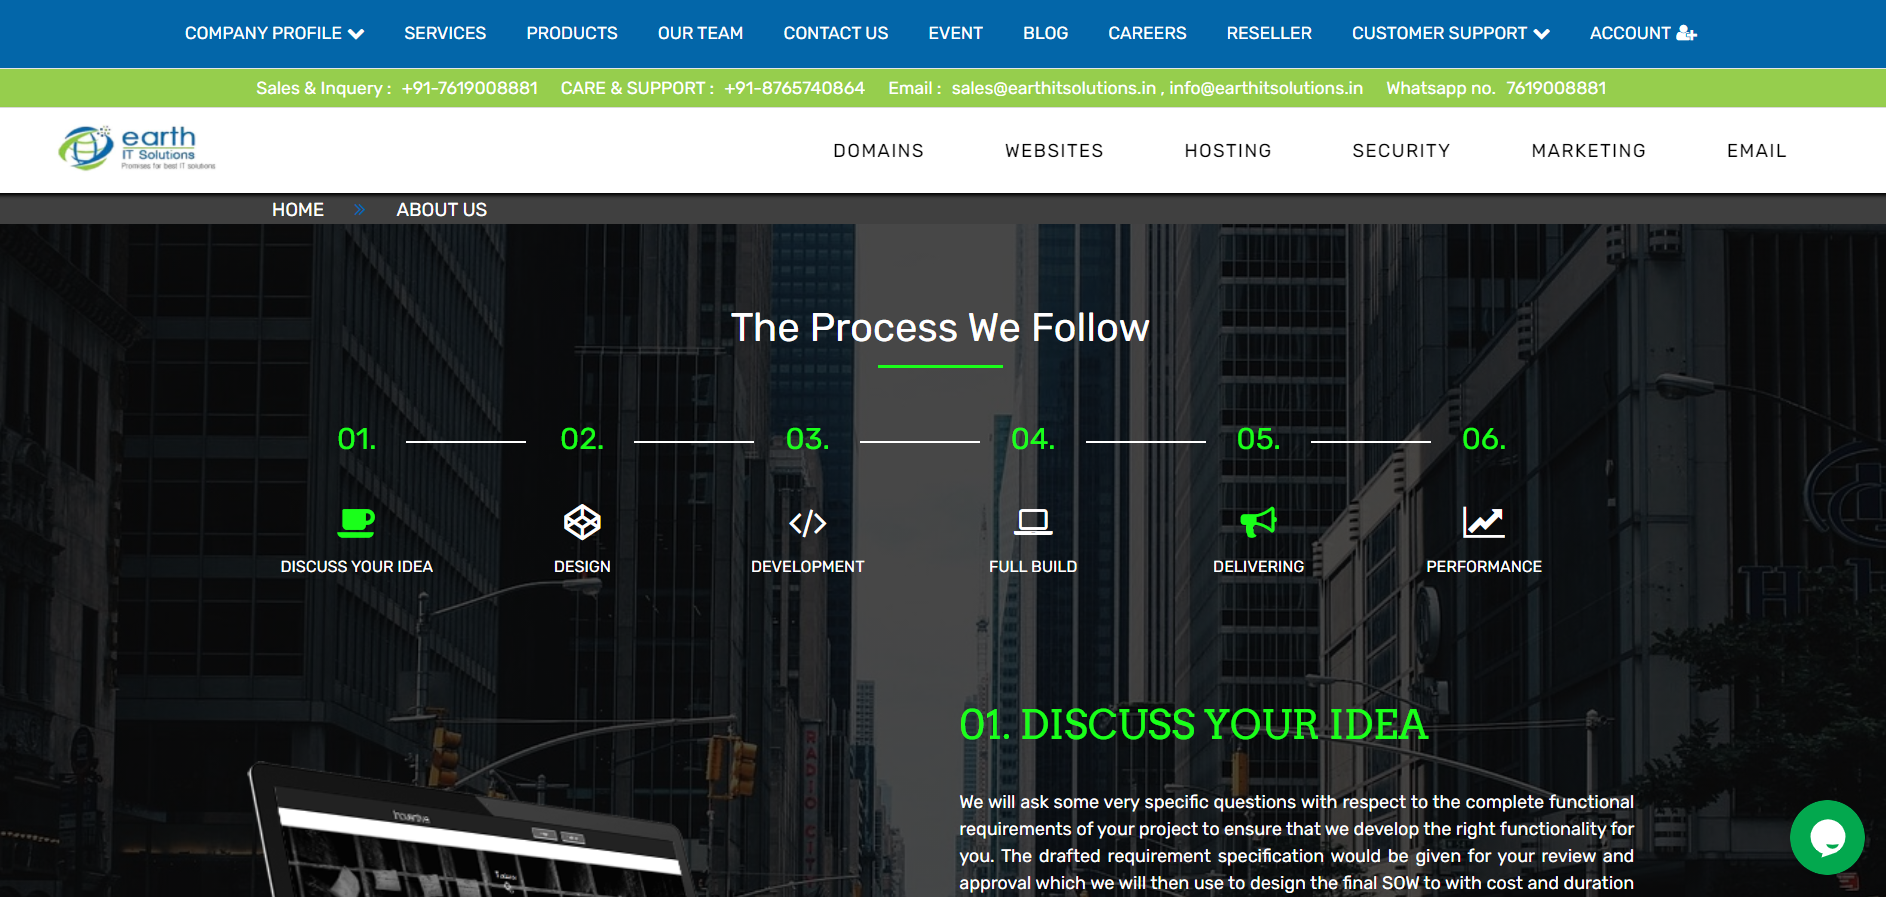 COMPANY PROFILE SERVICES PRODUCTS OUR TEAM CONTACT US EVENT BLOG CAREERS RESELLER CUSTOMER SUPPORT ACCOUNT
Sales & Inquery : +91-7619008881 CARE & SUPPORT : +91-8765740864 Email : sales@earthitsolutions.in , info@earthitsolutions.in Whatsapp no. 7619008881
earth
IT Solutions
Promises for best IT solutions
DOMAINS WEBSITES HOSTING SECURITY MARKETING EMAIL
HOME » ABOUT US
The Process We Follow
01. 02. 03. 04. 05. 06.
</>
DISCUSS YOUR IDEA DESIGN DEVELOPMENT FULL BUILD DELIVERING PERFORMANCE
01. DISCUSS YOUR IDEA
RADIO CITY
We will ask some very specific questions with respect to the complete functional
requirements of your project to ensure that we develop the right functionality for
you. The drafted requirement specification would be given for your review and
approval which we will then use to design the final SOW to with cost and duration